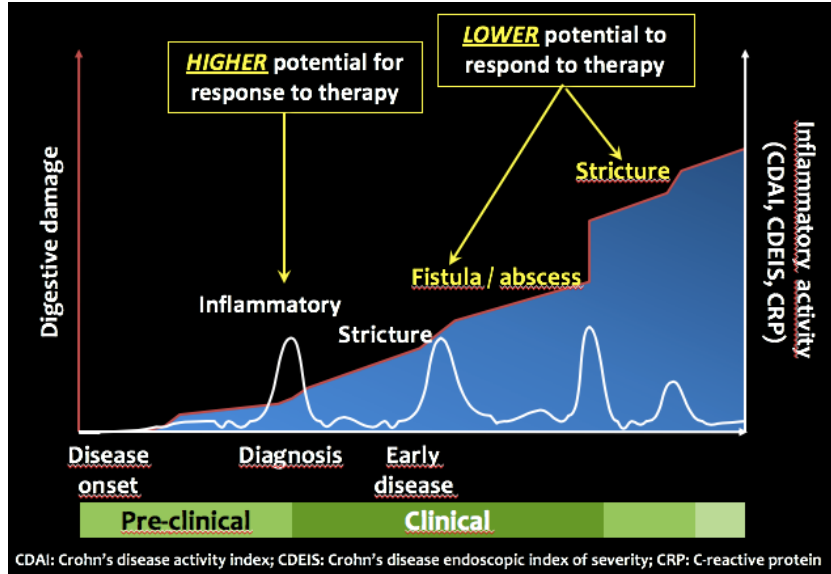 HIGHER potential for
response to therapy
LOWER potential to
respond to therapy
Digestive damage
Inflammatory activity
(CDAI, CDEIS, CRP)
Stricture
Fistula / abscess
Inflammatory
Stricture
Disease
onset
Diagnosis
Early
disease
Pre-clinical
Clinical
CDAI: Crohn's disease activity index; CDEIS: Crohn's disease endoscopic index of severity; CRP: C-reactive protein